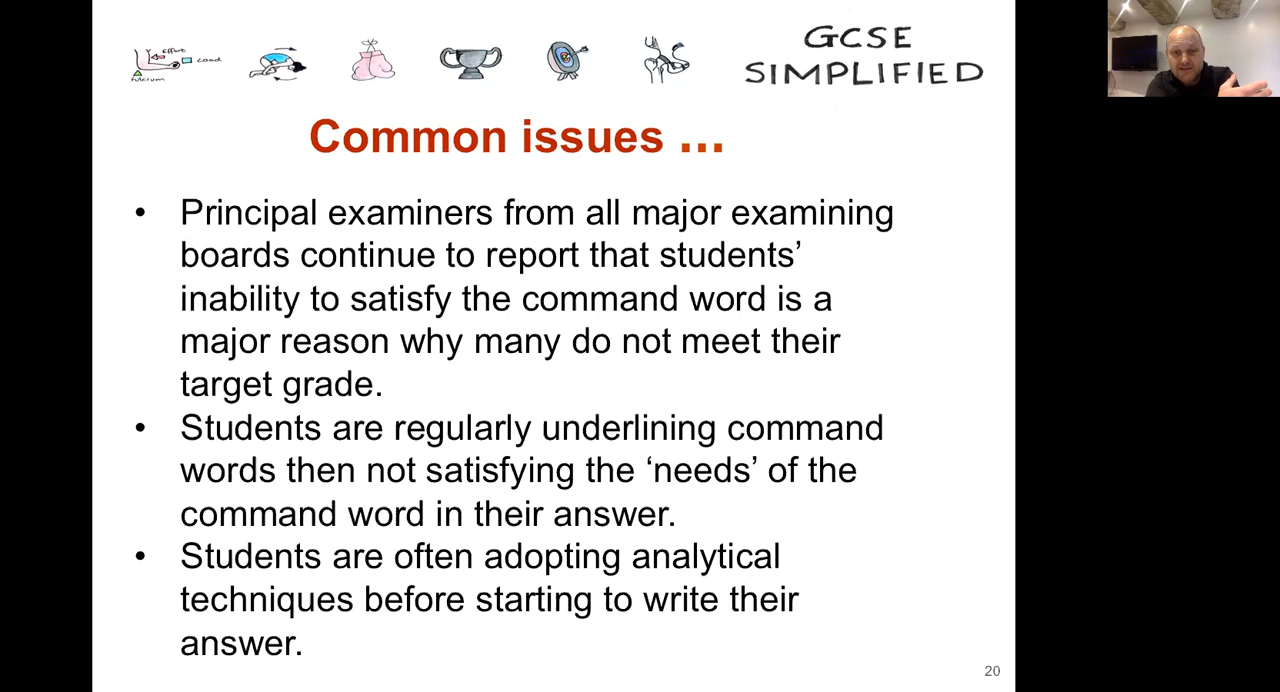 Effort
Load
fulcrum
GCSE
SIMPLIFIED
Common issues ...
• Principal examiners from all major examining
boards continue to report that students’
inability to satisfy the command word is a
major reason why many do not meet their
target grade.
• Students are regularly underlining command
words then not satisfying the ‘needs’ of the
command word in their answer.
• Students are often adopting analytical
techniques before starting to write their
answer.
20